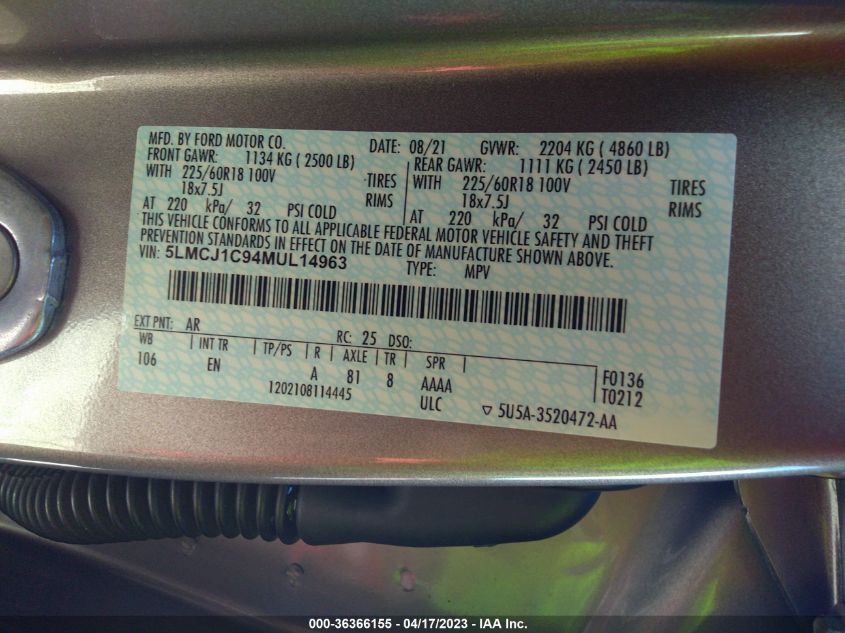 MFD. BY FORD MOTOR CO. DATE: 08/21 GVWR: 2204 KG ( 4860 LB)
FRONT GAWR: 1134 KG ( 2500 LB) REAR GAWR: 1111 KG ( 2450 LB)
WITH 225/60R18 100V TIRES WITH 225/60R18 100V TIRES
18x7.5J RIMS 18x7.5J RIMS
AT 220 kPa/ 32 PSI COLD AT 220 kPa/ 32 PSI COLD
THIS VEHICLE CONFORMS TO ALL APPLICABLE FEDERAL MOTOR VEHICLE SAFETY AND THEFT
PREVENTION STANDARDS IN EFFECT ON THE DATE OF MANUFACTURE SHOWN ABOVE.
VIN: 5LMCJ1C94MUL14963 TYPE: MPV
EXT PNT: AR RC: 25 DSO:
WB INT TR TP/PS R AXLE TR SPR
106 EN A 81 8 AAAA F0136
1202108114445 ULC T0212
▽ 5U5A-3520472-AA
000-36366155 - 04/17/2023 - IAA Inc.